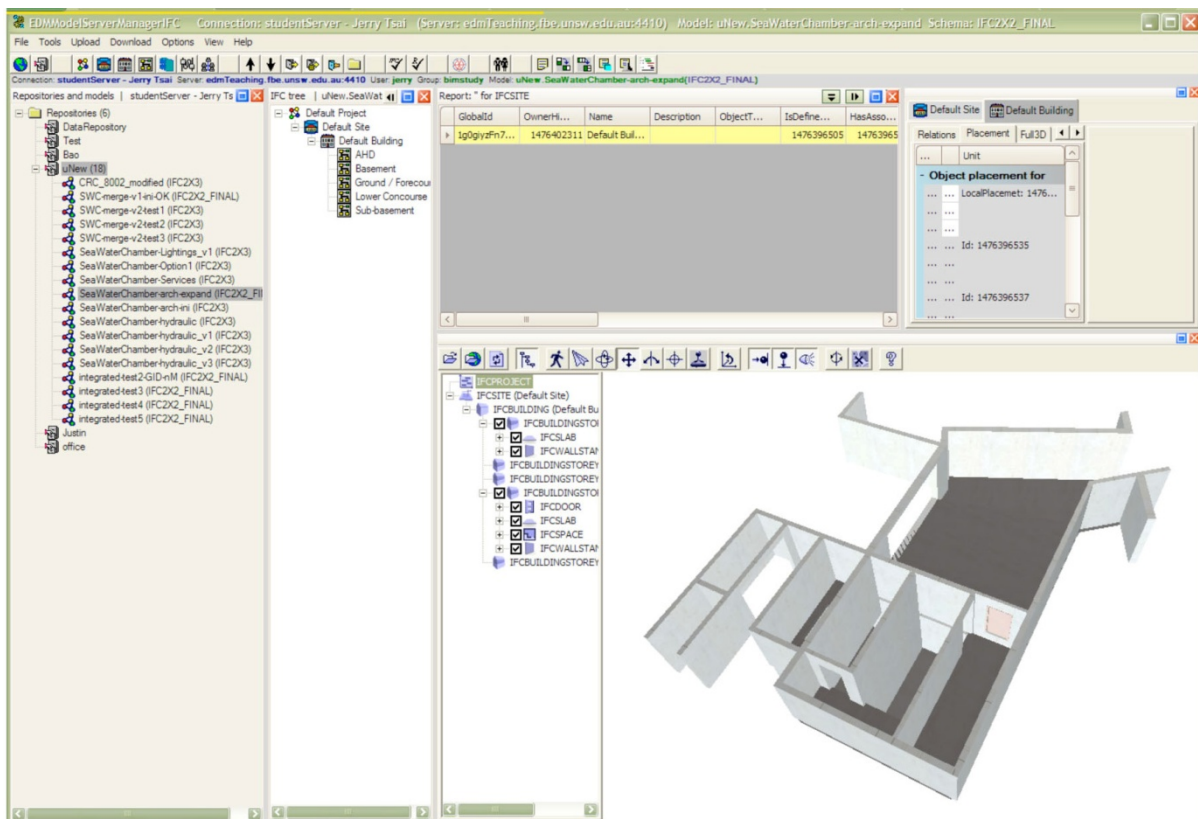 EDMModelServerManagerIFC Connection: studentServer - Jerry Tsai (Server: edmTeaching.fbe.unsw.edu.au:4410) Model: uNew.SeaWaterChamber-arch-expand Schema: IFC2X2_FINAL
File Tools Upload Download Options View Help
Connection: studentServer - Jerry Tsai Server: edmTeaching.fbe.unsw.edu.au:4410 User: jerry Group: bimstudy Model: uNew.SeaWaterChamber-arch-expand(IFC2X2_FINAL)
Repositories and models | studentServer - Jerry Ts
Repositories (6)
DataRepository
Test
Bao
uNew (18)
CRC_8002_modified (IFC2X3)
SWC-merge-v1-ini-OK (IFC2X2_FINAL)
SWC-merge-v2-test1 (IFC2X3)
SWC-merge-v2-test2 (IFC2X3)
SWC-merge-v2-test3 (IFC2X3)
SeaWaterChamber-Lightings_v1 (IFC2X3)
SeaWaterChamber-Option1 (IFC2X3)
SeaWaterChamber-Services (IFC2X3)
SeaWaterChamber-arch-expand (IFC2X2_FI
SeaWaterChamber-arch-ini (IFC2X3)
SeaWaterChamber-hydraulic (IFC2X3)
SeaWaterChamber-hydraulic_v1 (IFC2X3)
SeaWaterChamber-hydraulic_v2 (IFC2X3)
SeaWaterChamber-hydraulic_v3 (IFC2X3)
integrated-test2-GID-nM (IFC2X2_FINAL)
integrated-test3 (IFC2X2_FINAL)
integrated-test4 (IFC2X2_FINAL)
integrated-test5 (IFC2X2_FINAL)
Justin
office
IFC tree | uNew.SeaWat
Default Project
Default Site
Default Building
AHD
Basement
Ground / Forecour
Lower Concourse
Sub-basement
Report: '' for IFCSITE
GlobalId OwnerHi... Name Description ObjectT... IsDefine... HasAsso...
1g0giyzFn7... 1476402311 Default Buil... 1476396505 14763965
Default Site Default Building
Relations Placement Full3D
... Unit
- Object placement for
... ... LocalPlacemet: 1476...
... ...
... ...
... ... Id: 1476396535
... ...
... ...
... ... Id: 1476396537
... ...
IFCPROJECT
IFCSITE (Default Site)
IFCBUILDING (Default Bu
IFCBUILDINGSTOI
IFCSLAB
IFCWALLSTAN
IFCBUILDINGSTOREY
IFCBUILDINGSTOREY
IFCBUILDINGSTOI
IFCDOOR
IFCSLAB
IFCSPACE
IFCWALLSTAN
IFCBUILDINGSTOREY